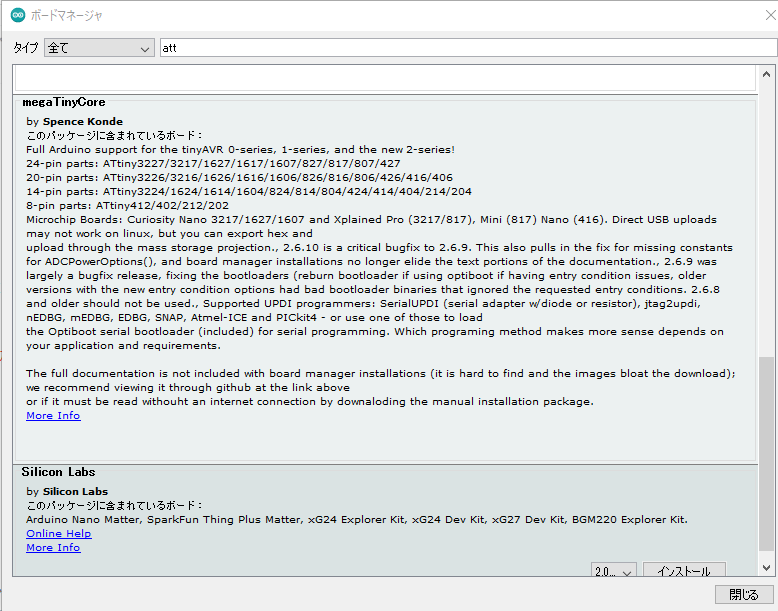 ボードマネージャ
タイプ 全て att
megaTinyCore
by Spence Konde
このパッケージに含まれているボード：
Full Arduino support for the tinyAVR 0-series, 1-series, and the new 2-series!
24-pin parts: ATtiny3227/3217/1627/1617/1607/827/817/807/427
20-pin parts: ATtiny3226/3216/1626/1616/1606/826/816/806/426/416/406
14-pin parts: ATtiny3224/1624/1614/1604/824/814/804/424/414/404/214/204
8-pin parts: ATtiny412/402/212/202
Microchip Boards: Curiosity Nano 3217/1627/1607 and Xplained Pro (3217/817), Mini (817) Nano (416). Direct USB uploads
may not work on linux, but you can export hex and
upload through the mass storage projection., 2.6.10 is a critical bugfix to 2.6.9. This also pulls in the fix for missing constants
for ADCPowerOptions(), and board manager installations no longer elide the text portions of the documentation., 2.6.9 was
largely a bugfix release, fixing the bootloaders (reburn bootloader if using optiboot if having entry condition issues, older
versions with the new entry condition options had bad bootloader binaries that ignored the requested entry conditions. 2.6.8
and older should not be used., Supported UPDI programmers: SerialUPDI (serial adapter w/diode or resistor), jtag2updi,
nEDBG, mEDBG, EDBG, SNAP, Atmel-ICE and PICkit4 - or use one of those to load
the Optiboot serial bootloader (included) for serial programming. Which programing method makes more sense depends on
your application and requirements.
The full documentation is not included with board manager installations (it is hard to find and the images bloat the download);
we recommend viewing it through github at the link above
or if it must be read withouht an internet connection by downaloding the manual installation package.
More Info
Silicon Labs
by Silicon Labs
このパッケージに含まれているボード：
Arduino Nano Matter, SparkFun Thing Plus Matter, xG24 Explorer Kit, xG24 Dev Kit, xG27 Dev Kit, BGM220 Explorer Kit.
Online Help
More Info
2.0... インストール
閉じる